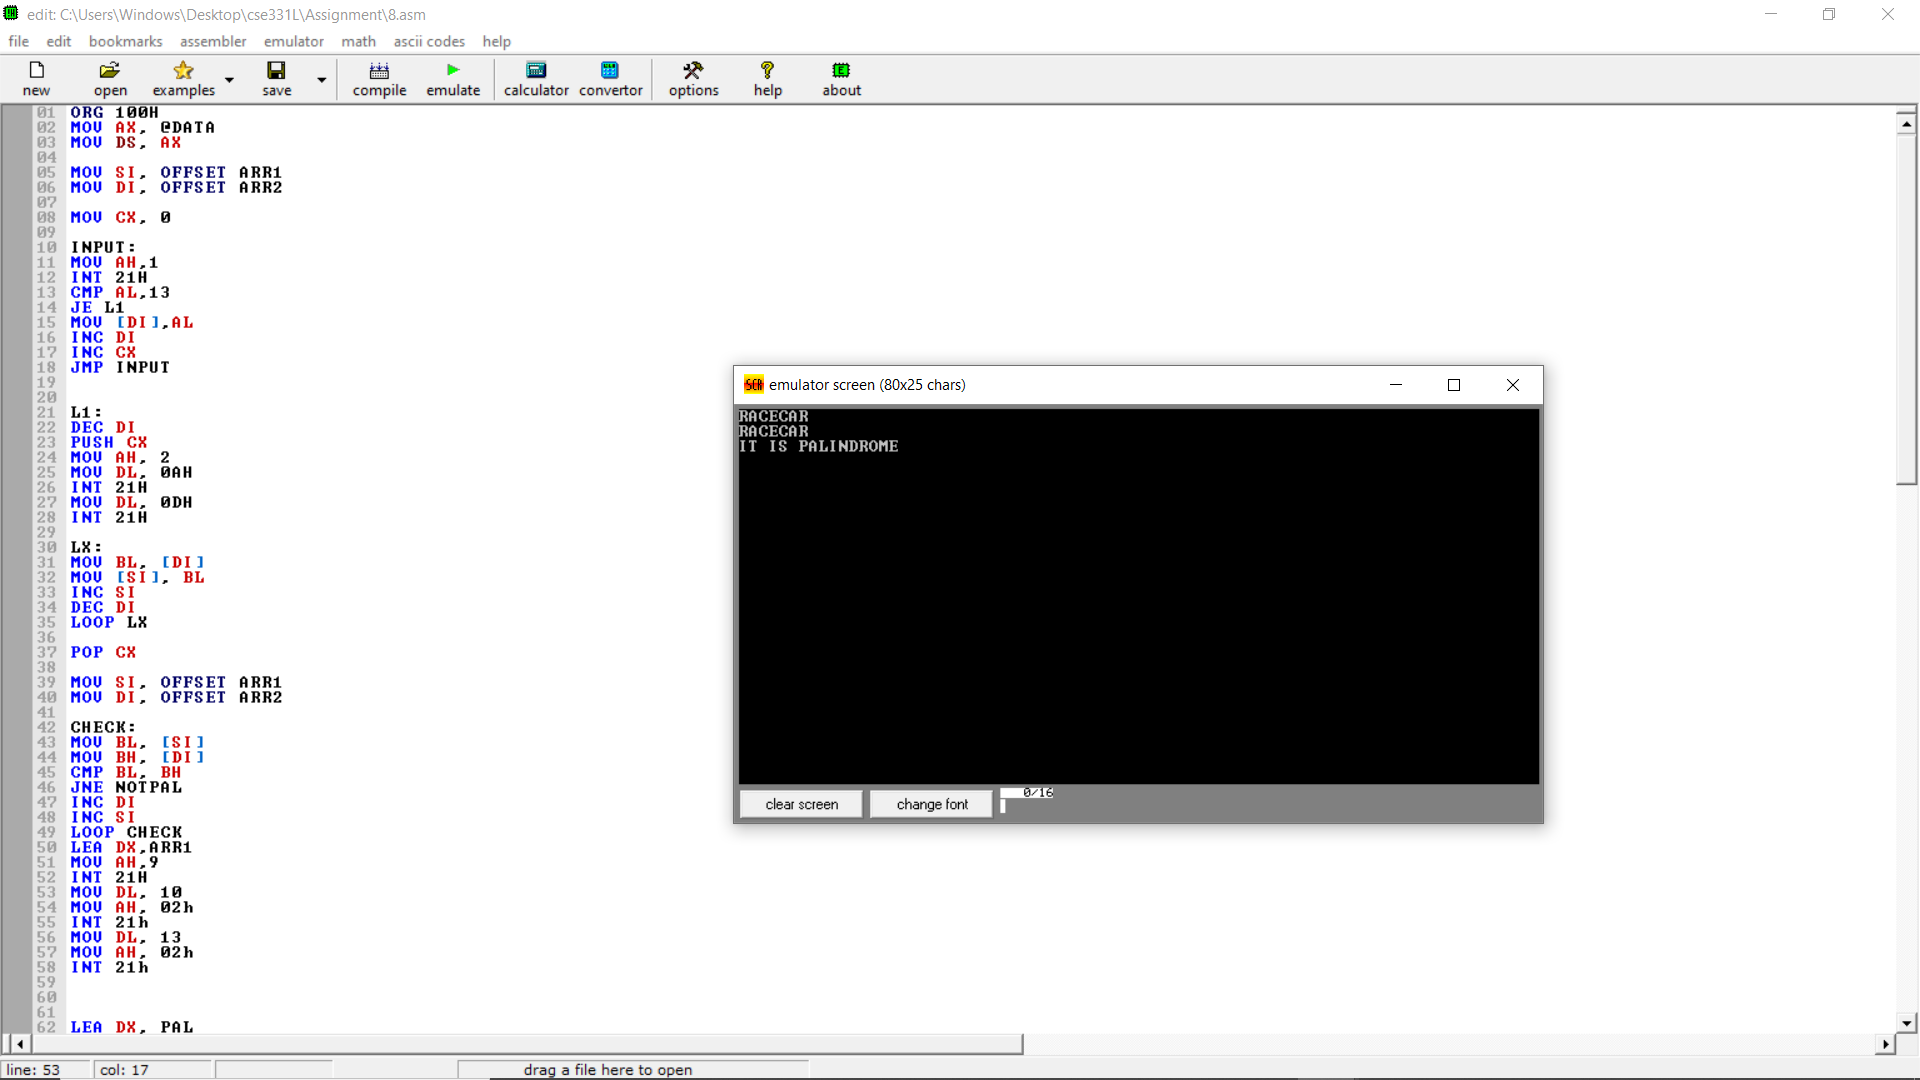 edit: C:\Users\Windows\Desktop\cse331L\Assignment\8.asm
file edit bookmarks assembler emulator math ascii codes help
new open examples save compile emulate calculator convertor options help about
01 ORG 100H
02 MOV AX, @DATA
03 MOV DS, AX
04
05 MOV SI, OFFSET ARR1
06 MOV DI, OFFSET ARR2
07
08 MOV CX, 0
09
10 INPUT:
11 MOV AH,1
12 INT 21H
13 CMP AL,13
14 JE L1
15 MOV [DI],AL
16 INC DI
17 INC CX
18 JMP INPUT
19
20
21 L1:
22 DEC DI
23 PUSH CX
24 MOV AH, 2
25 MOV DL, 0AH
26 INT 21H
27 MOV DL, 0DH
28 INT 21H
29
30 LX:
31 MOV BL, [DI]
32 MOV [SI], BL
33 INC SI
34 DEC DI
35 LOOP LX
36
37 POP CX
38
39 MOV SI, OFFSET ARR1
40 MOV DI, OFFSET ARR2
41
42 CHECK:
43 MOV BL, [SI]
44 MOV BH, [DI]
45 CMP BL, BH
46 JNE NOTPAL
47 INC DI
48 INC SI
49 LOOP CHECK
50 LEA DX,ARR1
51 MOV AH,9
52 INT 21H
53 MOV DL, 10
54 MOV AH, 02h
55 INT 21h
56 MOV DL, 13
57 MOV AH, 02h
58 INT 21h
59
60
61
62 LEA DX, PAL
SCR emulator screen (80x25 chars)
RACECAR
RACECAR
IT IS PALINDROME
clear screen change font 0/16
line: 53 col: 17 drag a file here to open